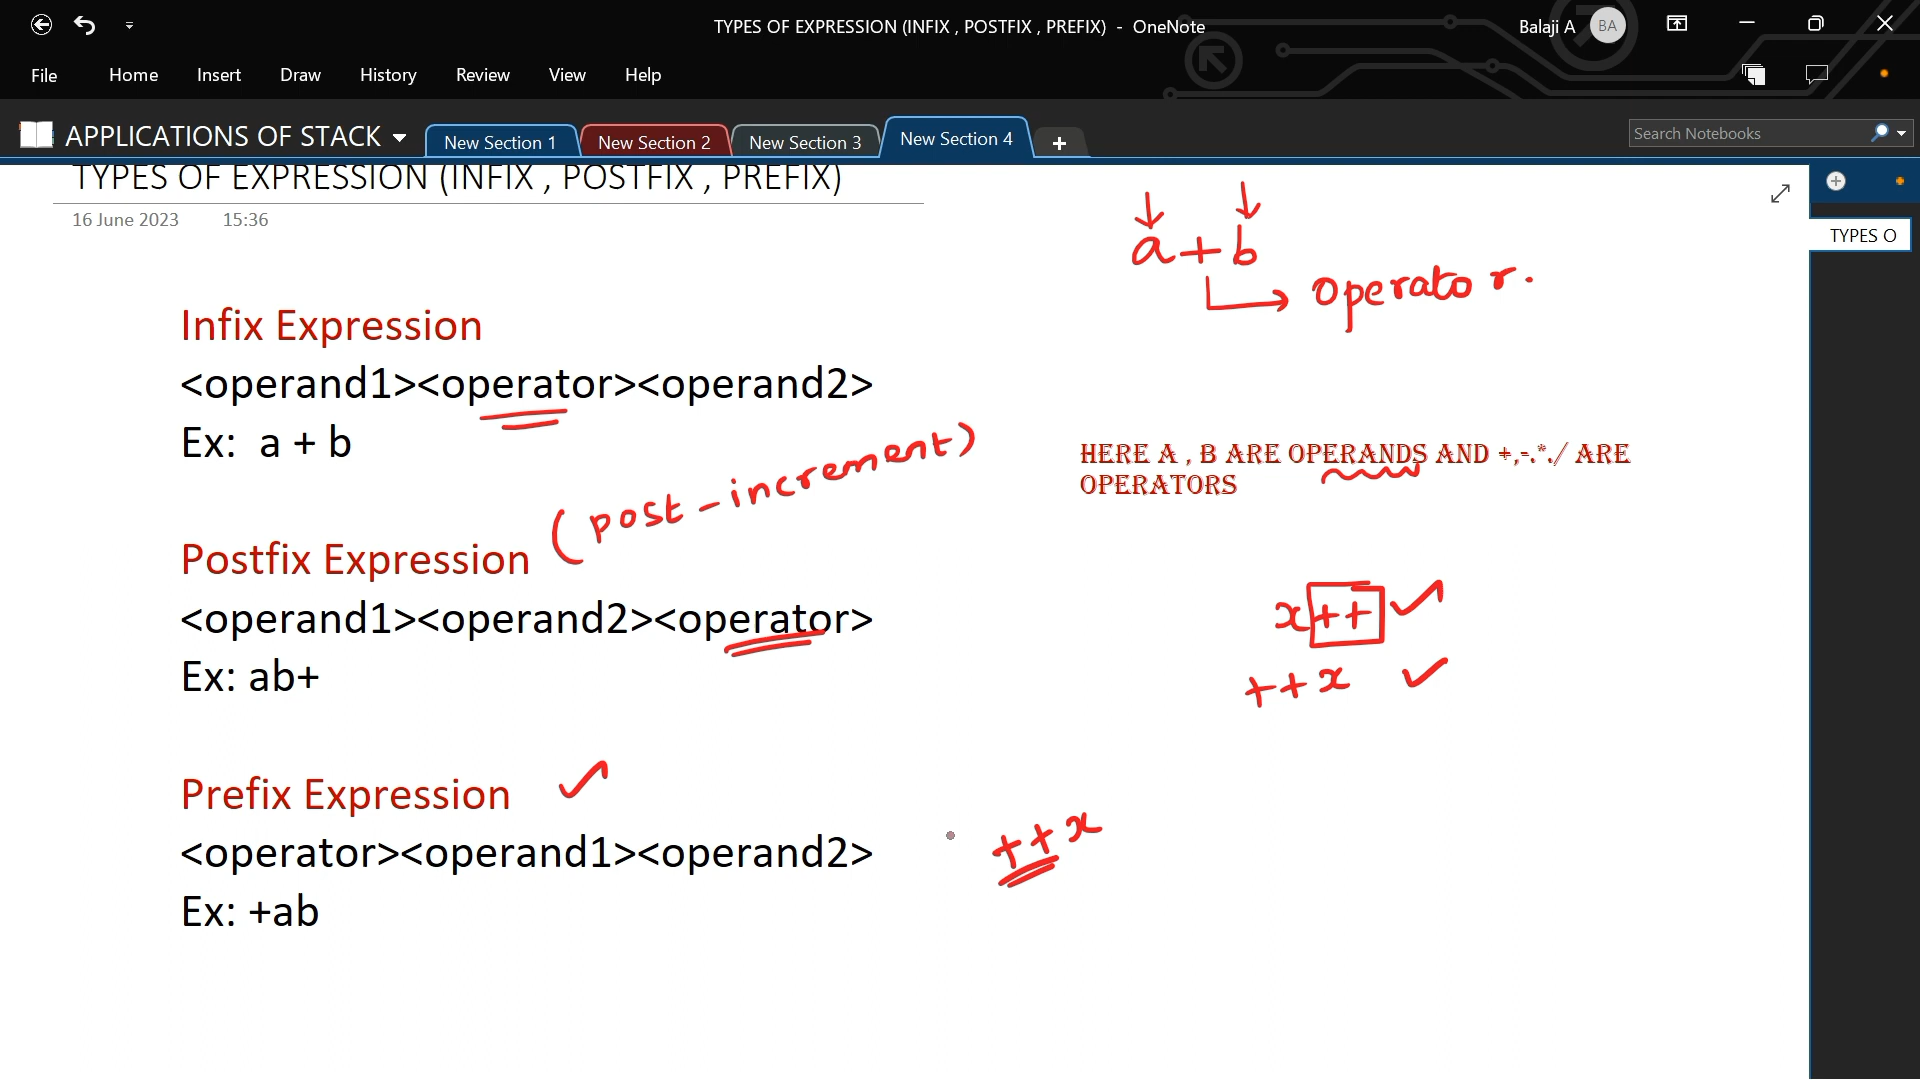 TYPES OF EXPRESSION (INFIX , POSTFIX , PREFIX) - OneNote
Balaji A
BA
File Home Insert Draw History Review View Help
APPLICATIONS OF STACK
New Section 1
New Section 2
New Section 3
New Section 4
+
Search Notebooks
TYPES OF EXPRESSION (INFIX , POSTFIX , PREFIX)
16 June 2023 15:36
TYPES O
a+b
operator.
Infix Expression
<operand1><operator><operand2>
Ex: a + b
HERE A , B ARE OPERANDS AND +,-.*./ ARE
OPERATORS
(post-increment)
Postfix Expression
<operand1><operand2><operator>
Ex: ab+
x++
++x
Prefix Expression
<operator><operand1><operand2>
++x
Ex: +ab